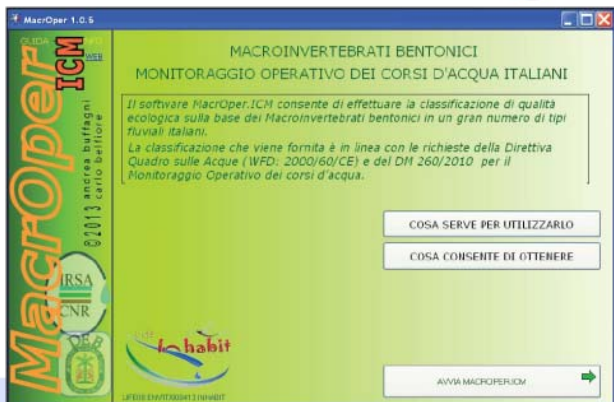 MacrOper 1.0.5
GUIDA
INFO
WEB
MacrOper
ICM
©2013 andrea buffagni
carlo belfiore
MACROINVERTEBRATI BENTONICI
MONITORAGGIO OPERATIVO DEI CORSI D'ACQUA ITALIANI
Il software MacrOper.ICM consente di effettuare la classificazione di qualità
ecologica sulla base dei Macroinvertebrati bentonici in un gran numero di tipi
fluviali italiani.
La classificazione che viene fornita è in linea con le richieste della Direttiva
Quadro sulle Acque (WFD: 2000/60/CE) e del DM 260/2010 per il
Monitoraggio Operativo dei corsi d'acqua.
COSA SERVE PER UTILIZZARLO
COSA CONSENTE DI OTTENERE
IRSA
CNR
DEB
Inhabit
AVVIA MACROPER.ICM